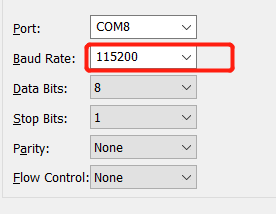 Port: COM8
Baud Rate: 115200
Data Bits: 8
Stop Bits: 1
Parity: None
Flow Control: None